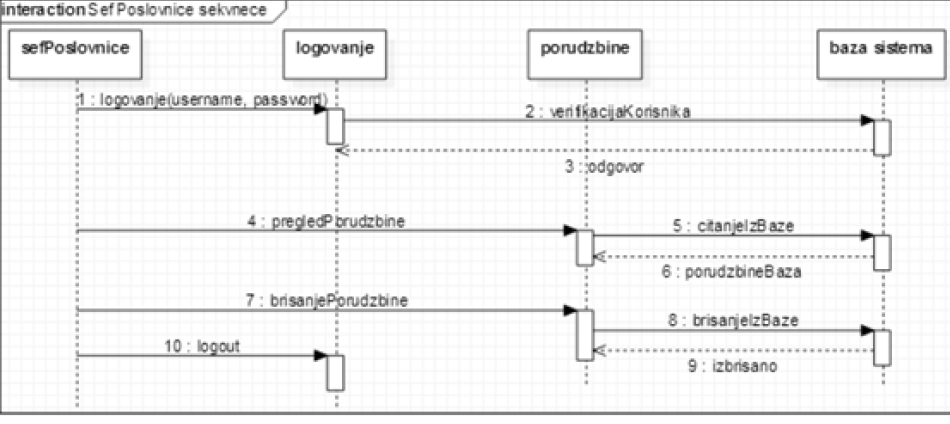 interaction Sef Poslovnice sekvnece
sefPoslovnice
logovanje
porudzbine
baza sistema
1 : logovanje(username, password)
2 : verifikacijaKorisnika
3 : odgovor
4 : pregledPorudzbine
5 : citanjeIzBaze
6 : porudzbineBaza
7 : brisanjePorudzbine
8 : brisanjeIzBaze
9 : izbrisano
10 : logout